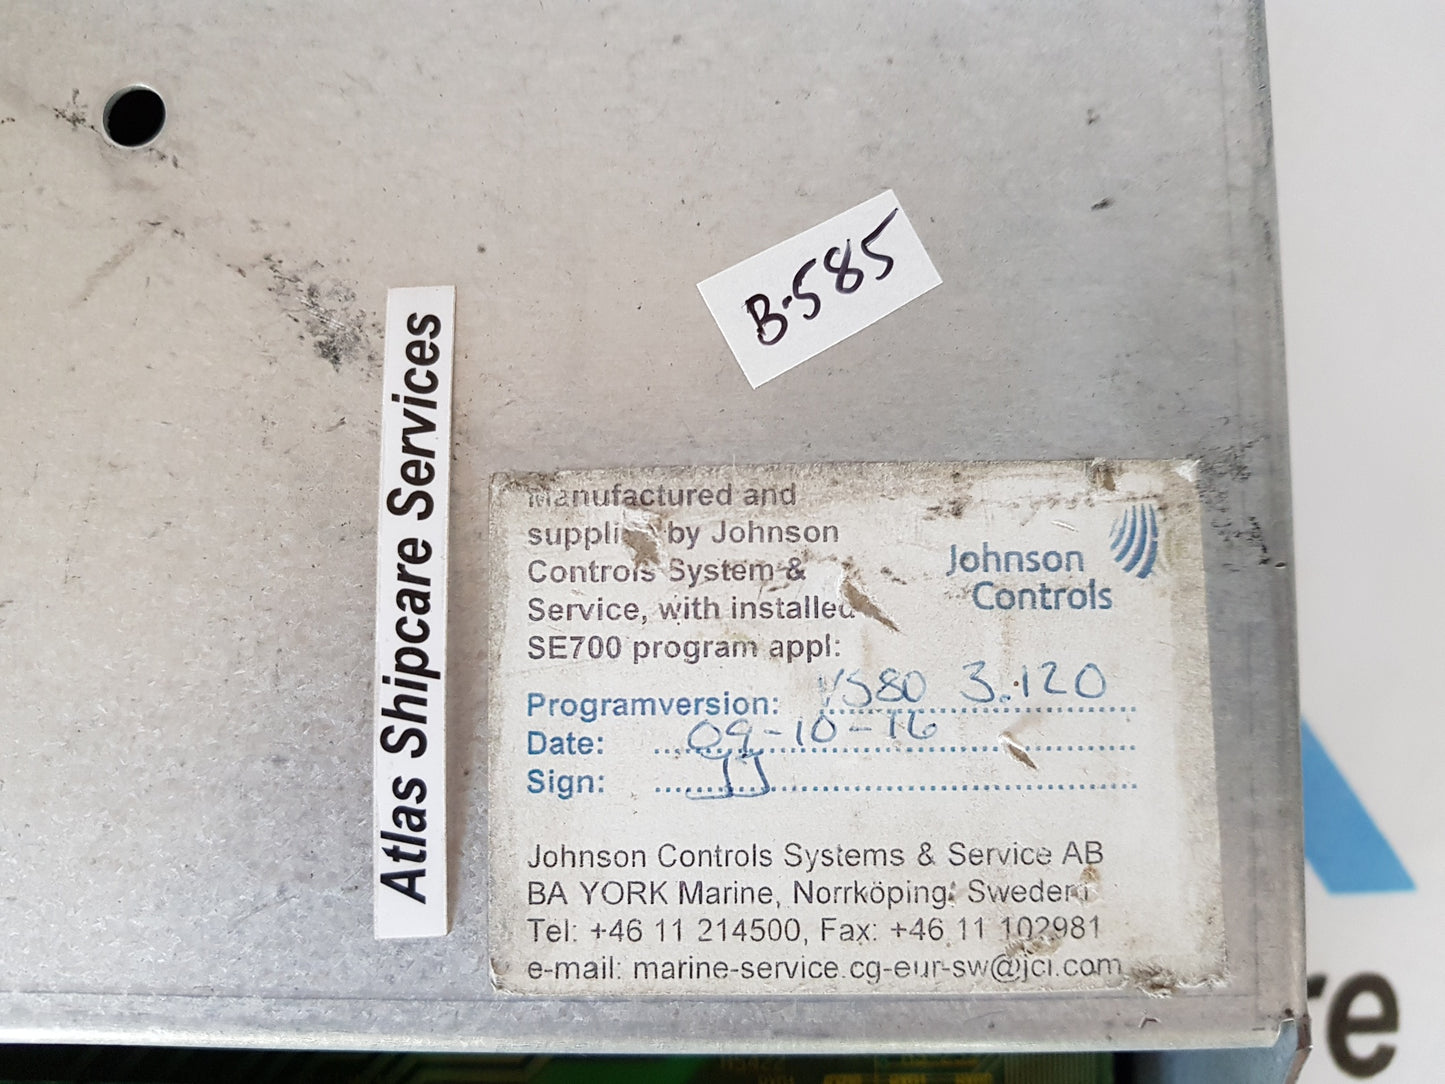 B-585
Atlas Shipcare Services
Manufactured and
supplied by Johnson
Controls System &
Service, with installed
SE700 program appl:
Johnson
Controls
Programversion: VS80 3.120
Date: 09-10-16
Sign: JJ
Johnson Controls Systems & Service AB
BA YORK Marine, Norrköping, Sweden
Tel: +46 11 214500, Fax: +46 11 102981
e-mail: marine-service.cg-eur-sw@jci.com
re